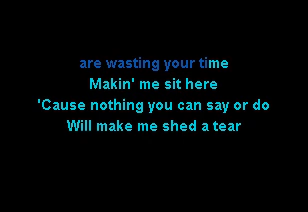 are wasting your time
Makin' me sit here
'Cause nothing you can say or do
Will make me shed a tear